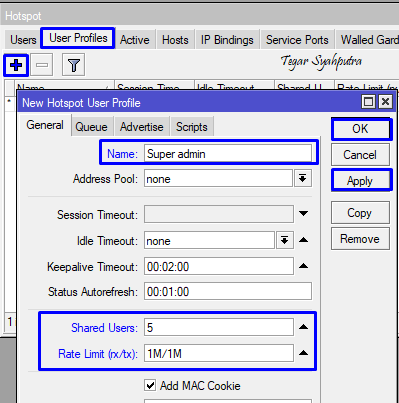 Hotspot
Users User Profiles Active Hosts IP Bindings Service Ports Walled Gard
Tegar Syahputra
Name Session Time... Idle Timeout Shared U... Rate Limit (rx
*
New Hotspot User Profile
General Queue Advertise Scripts
OK
Name: Super admin
Cancel
Address Pool: none
Apply
Session Timeout:
Copy
Idle Timeout: none
Remove
Keepalive Timeout: 00:02:00
Status Autorefresh: 00:01:00
1
Shared Users: 5
Rate Limit (rx/tx): 1M/1M
Add MAC Cookie